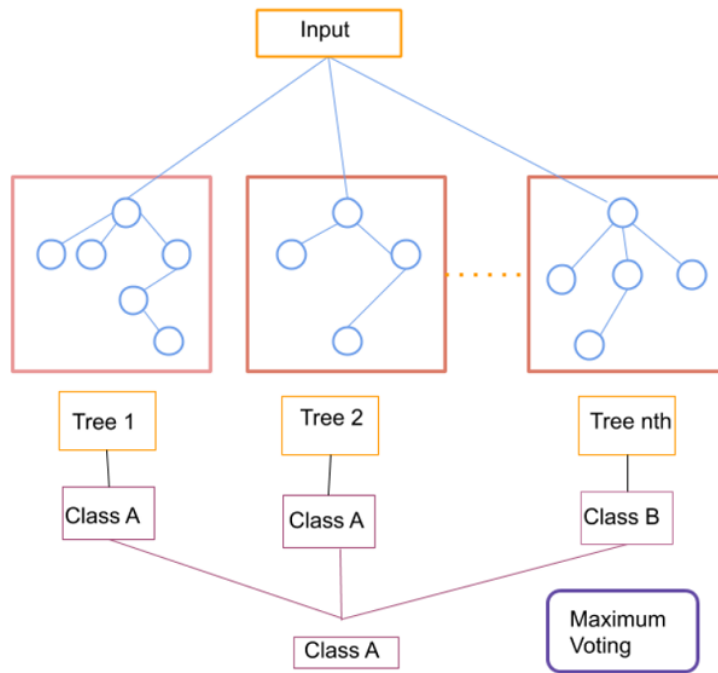 Input
Tree 1
Tree 2
Tree nth
Class A
Class A
Class B
Maximum
Voting
Class A